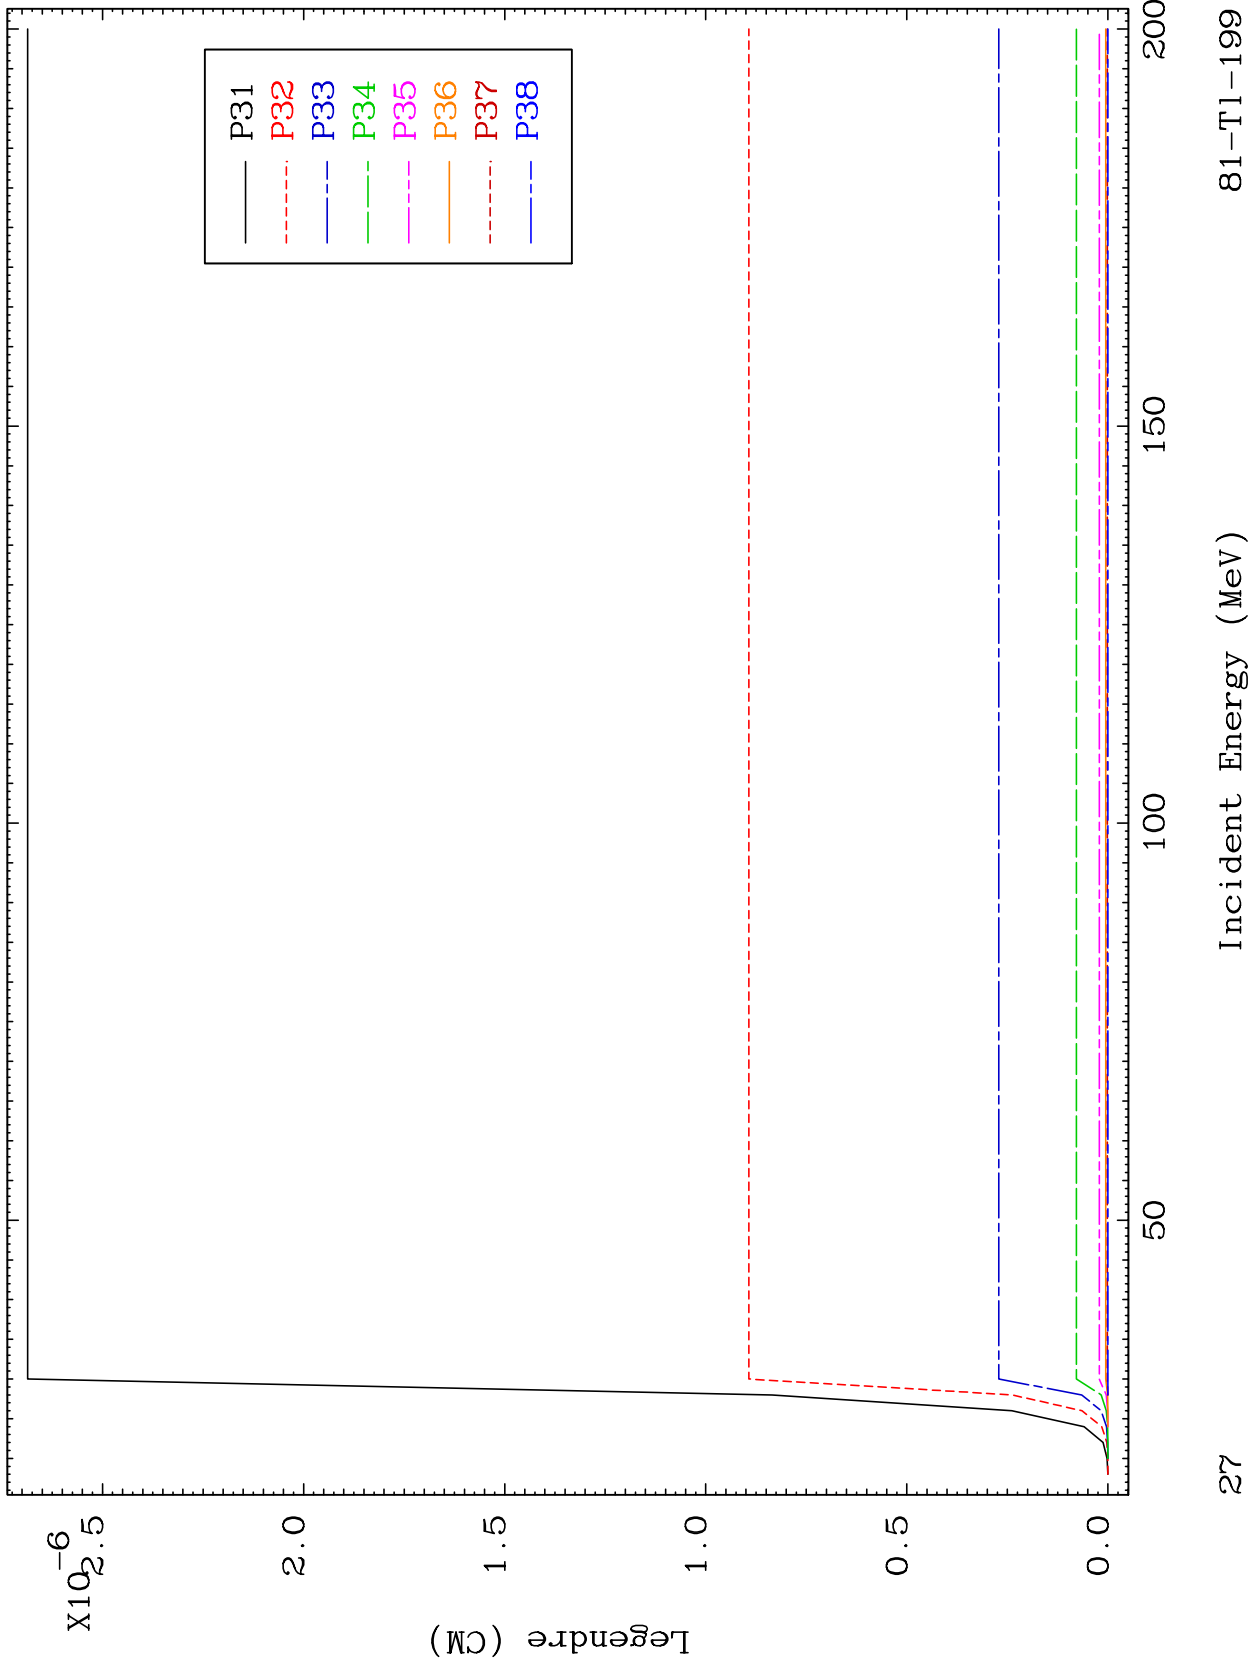 X10-6
2.5
2.0
1.5
1.0
0.5
0.0
Legendre (CM)
P31
P32
P33
P34
P35
P36
P37
P38
50
100
150
200
27
Incident Energy (MeV)
81-Tl-199